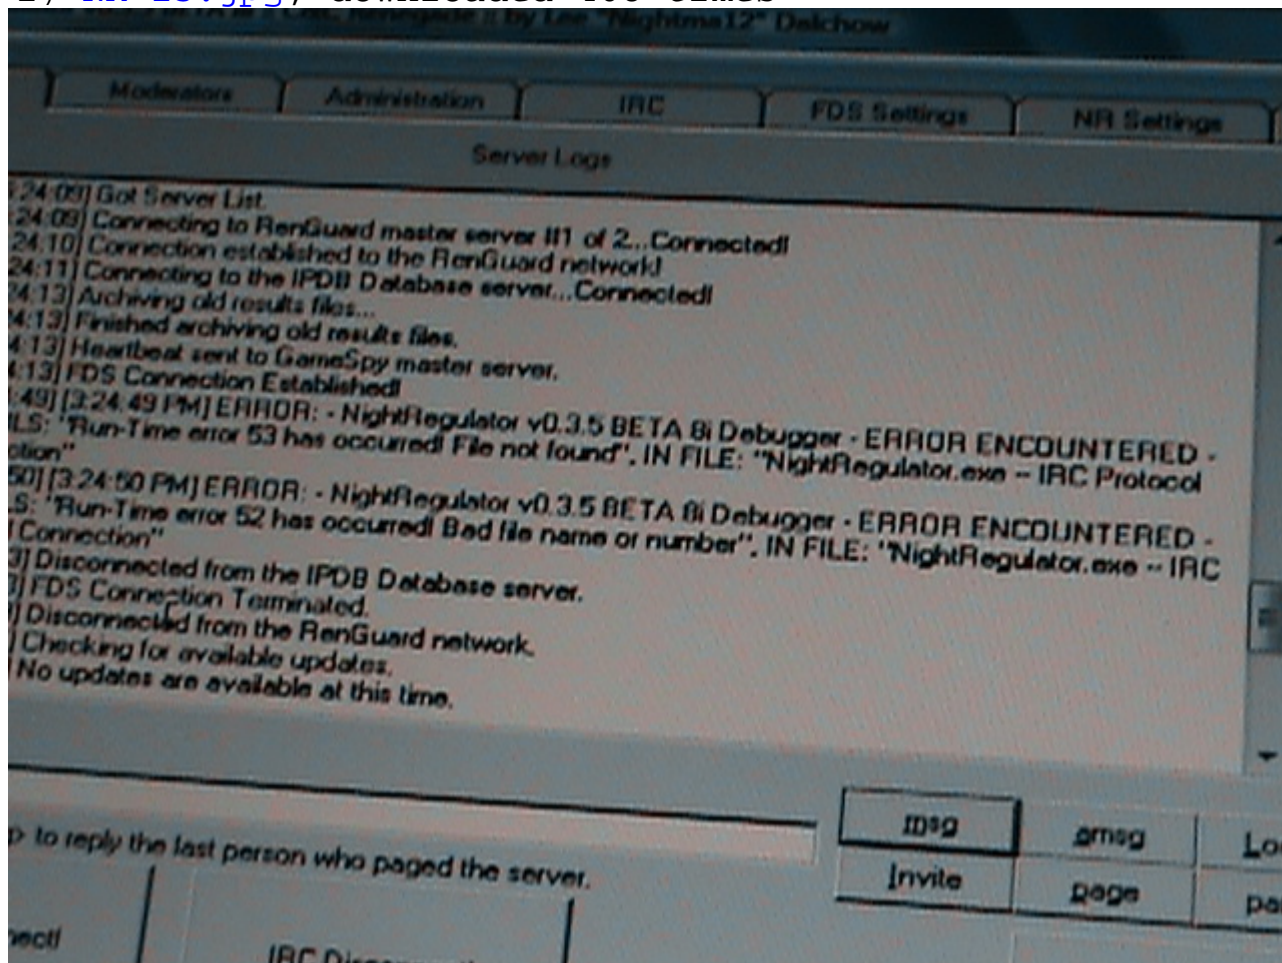 by Lee "Nightma12" Dalchow
Moderators Administration IRC FDS Settings NR Settings
Server Logs
:24:09] Got Server List.
:24:09] Connecting to RenGuard master server #1 of 2...Connected!
24:10] Connection established to the RenGuard network!
24:11] Connecting to the IPDB Database server...Connected!
24:13] Archiving old results files...
24:13] Finished archiving old results files.
4:13] Heartbeat sent to GameSpy master server.
4:13] FDS Connection Established!
:49] [3:24:49 PM] ERROR: - NightRegulator v0.3.5 BETA 8i Debugger - ERROR ENCOUNTERED -
ILS: "Run-Time error 53 has occurred! File not found", IN FILE: "NightRegulator.exe -- IRC Protocol
ction"
50] [3:24:50 PM] ERROR: - NightRegulator v0.3.5 BETA 8i Debugger - ERROR ENCOUNTERED -
LS: "Run-Time error 52 has occurred! Bad file name or number", IN FILE: "NightRegulator.exe -- IRC
Connection"
3] Disconnected from the IPDB Database server.
3] FDS Connection Terminated.
] Disconnected from the RenGuard network.
] Checking for available updates.
No updates are available at this time.
msg amsg
> to reply the last person who paged the server.
Invite page
nect!